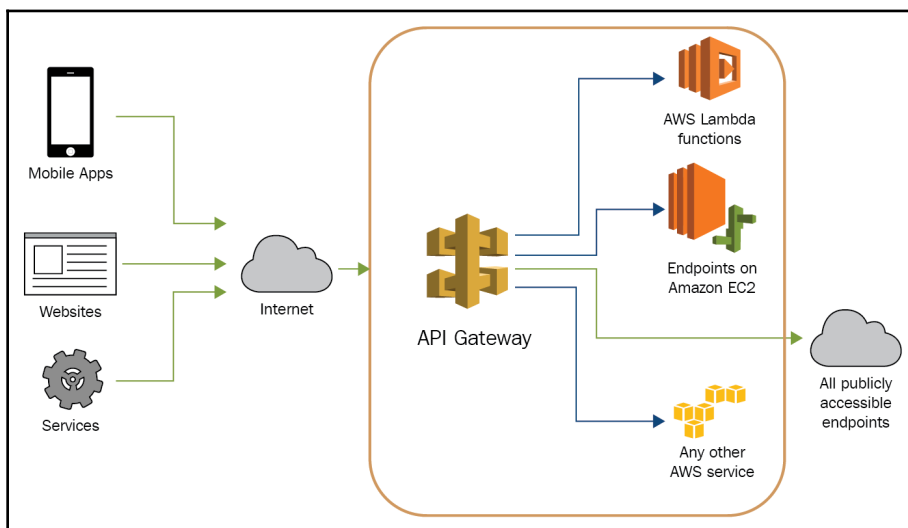 Mobile Apps
Websites
Services
Internet
API Gateway
AWS Lambda
functions
Endpoints on
Amazon EC2
Any other
AWS service
All publicly
accessible
endpoints